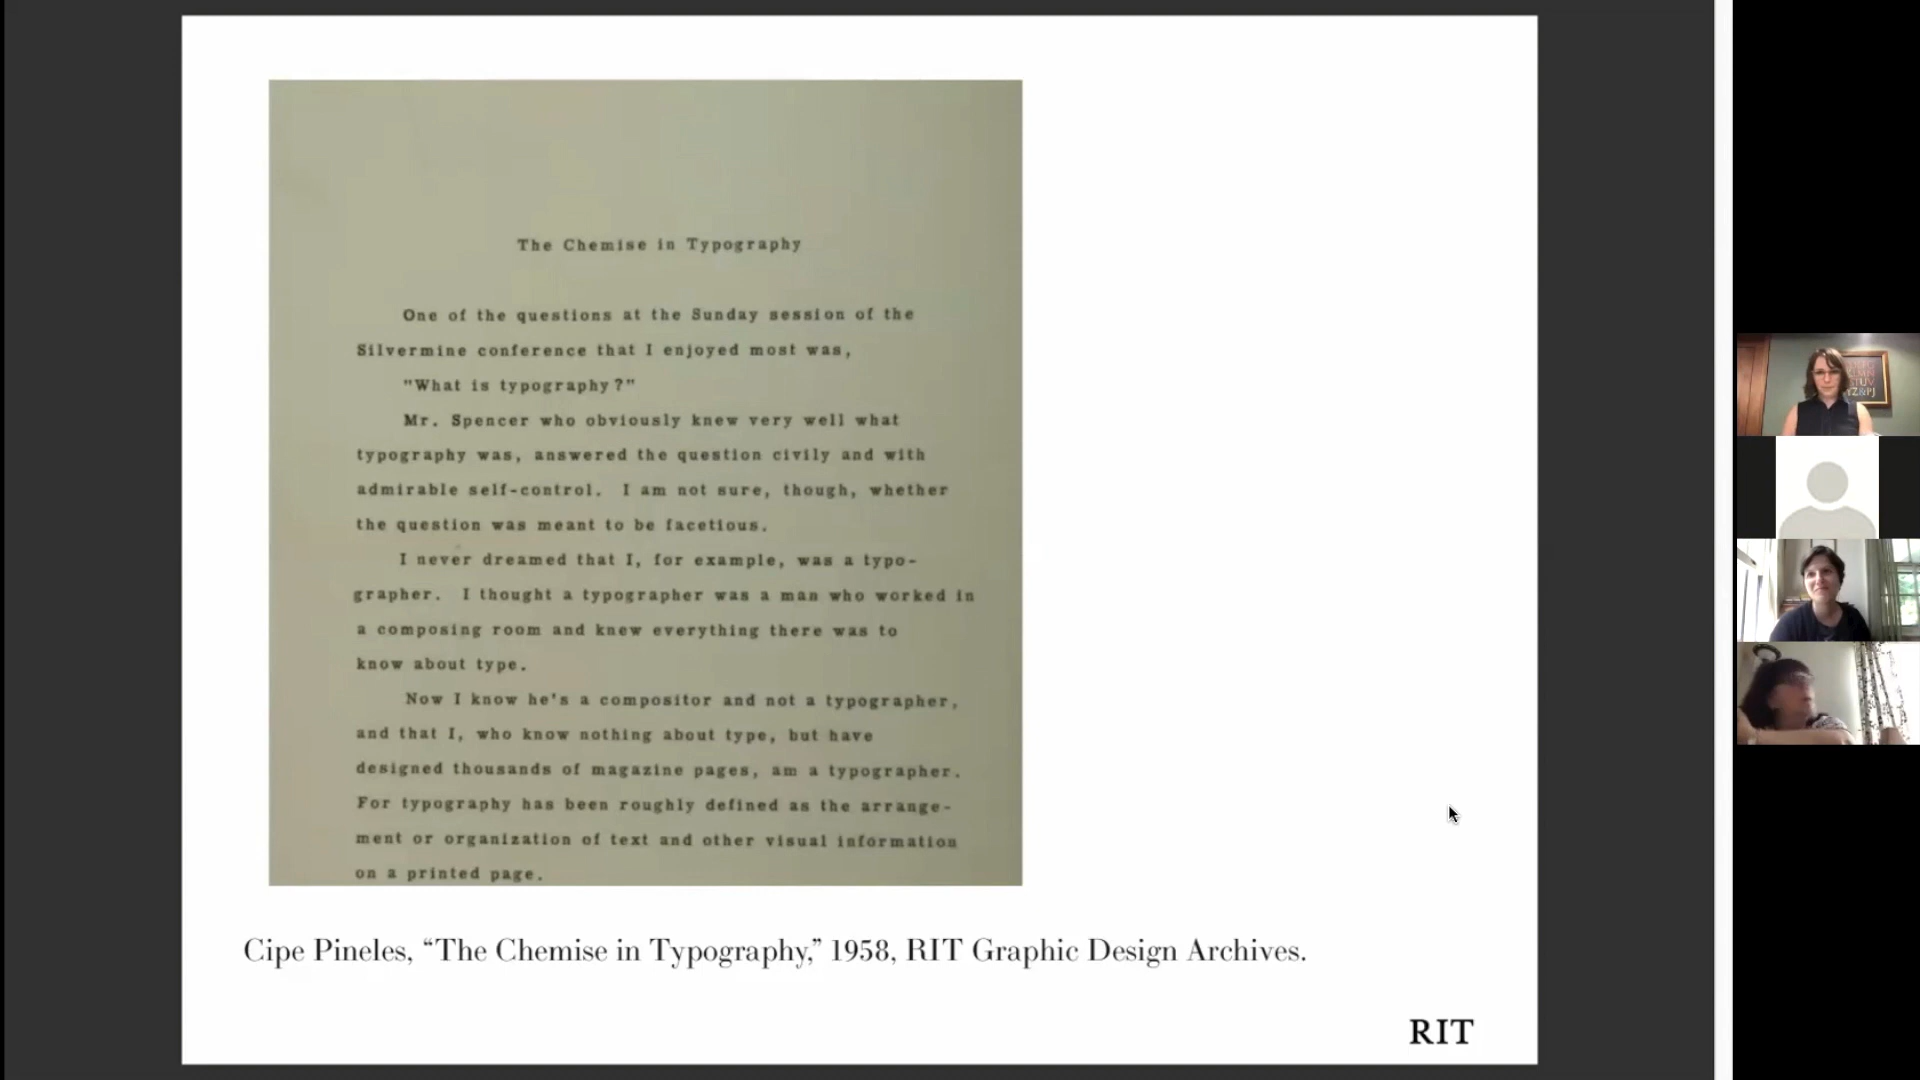 The Chemise in Typography
One of the questions at the Sunday session of the
Silvermine conference that I enjoyed most was,
"What is typography?"
Mr. Spencer who obviously knew very well what
typography was, answered the question civily and with
admirable self-control. I am not sure, though, whether
the question was meant to be facetious.
I never dreamed that I, for example, was a typo-
grapher. I thought a typographer was a man who worked in
a composing room and knew everything there was to
know about type.
Now I know he's a compositor and not a typographer,
and that I, who know nothing about type, but have
designed thousands of magazine pages, am a typographer.
For typography has been roughly defined as the arrange-
ment or organization of text and other visual information
on a printed page.
Cipe Pineles, “The Chemise in Typography,” 1958, RIT Graphic Design Archives.
RIT
STUV
YZ&PJ